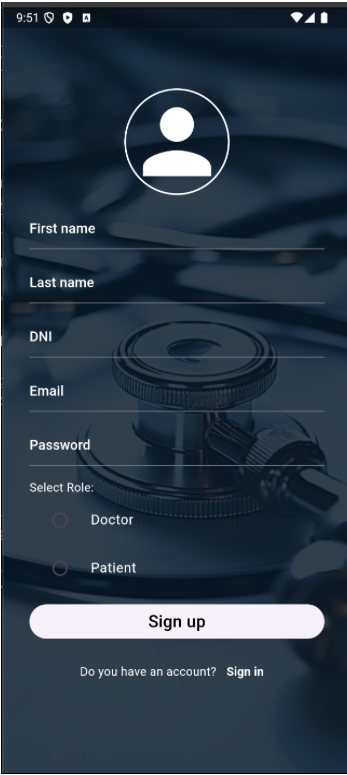 9:51
First name
Last name
DNI
Email
Password
Select Role:
Doctor
Patient
Sign up
Do you have an account? Sign in